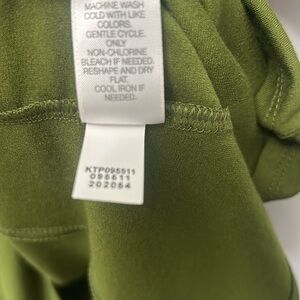 MACHINE WASH
COLD WITH LIKE
COLORS.
GENTLE CYCLE.
ONLY
NON-CHLORINE
BLEACH IF NEEDED.
RESHAPE AND DRY
FLAT.
COOL IRON IF
NEEDED.
KTP095511
095511
202054